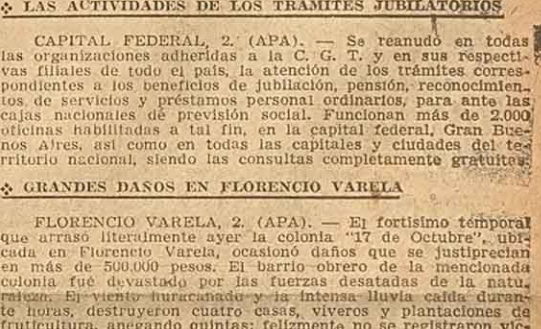 ❖ LAS ACTIVIDADES DE LOS TRAMITES JUBILATORIOS
CAPITAL FEDERAL, 2. (APA). — Se reanudó en todas
las organizaciones adheridas a la C. G. T. y en sus respecti-
vas filiales de todo el país, la atención de los trámites corres-
pondientes a los beneficios de jubilación, pensión, reconocimien-
tos de servicios y préstamos personal ordinarios, para ante las
cajas nacionales de previsión social. Funcionan más de 2.000
oficinas habilitadas a tal fin, en la capital federal, Gran Bue-
nos Aires, así como en todas las capitales y ciudades del te-
rritorio nacional, siendo las consultas completamente gratuitas.
❖ GRANDES DAÑOS EN FLORENCIO VARELA
FLORENCIO VARELA, 2. (APA). — El fortísimo temporal
que arrasó literalmente ayer la colonia "17 de Octubre", ubi-
cada en Florencio Varela, ocasionó daños que se justiprecian
en más de 500.000 pesos. El barrio obrero de la mencionada
colonia fué devastado por las fuerzas desatadas de la natu-
raleza. El viento huracanado y la intensa lluvia caída duran-
te horas, destruyeron cuatro casas, viveros y plantaciones de
fruticultura, anegando quintas; felizmente no se registraron víc-